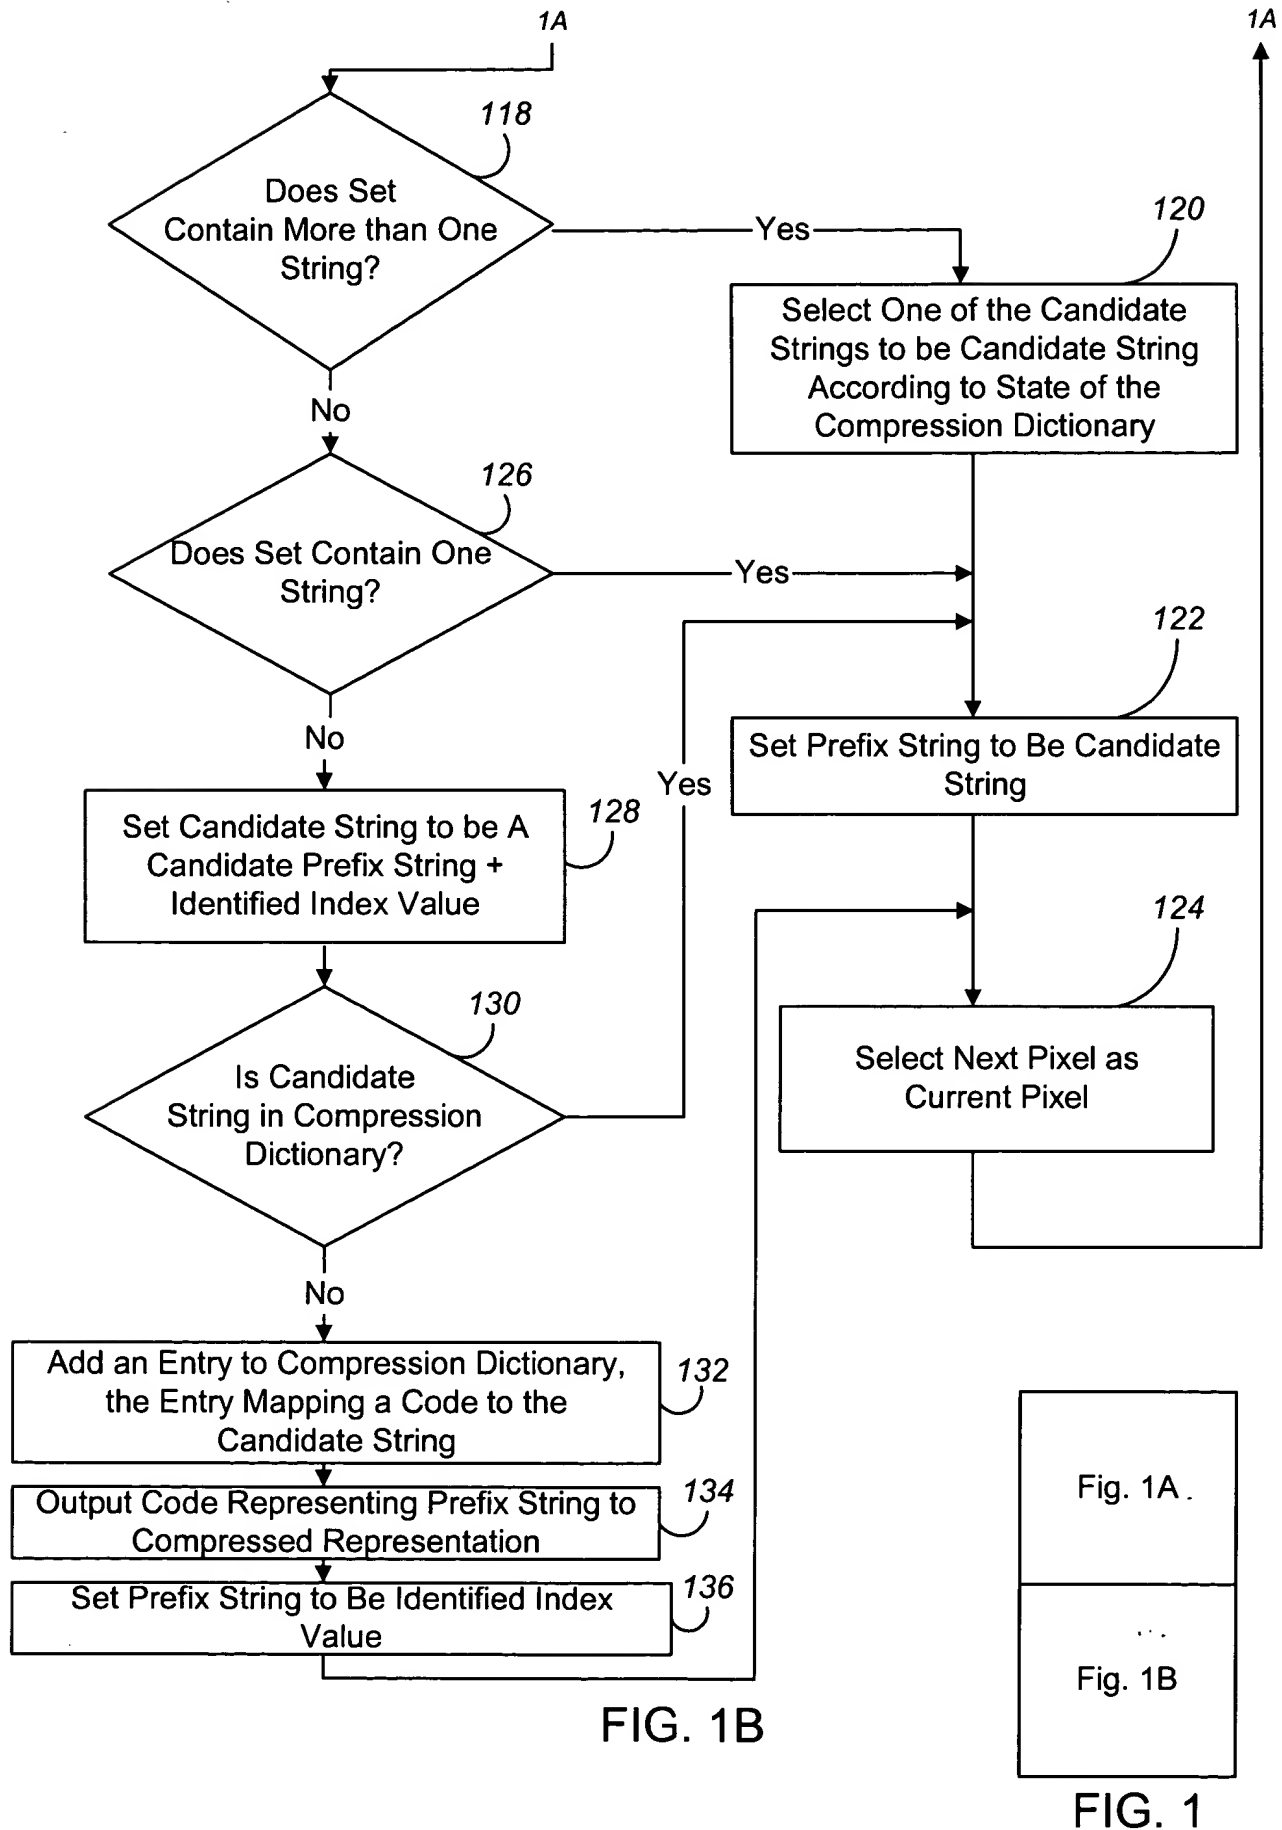 1A
1A
118
Does Set
Contain More than One
String?
Yes
120
Select One of the Candidate
Strings to be Candidate String
According to State of the
Compression Dictionary
No
126
Does Set Contain One
String?
Yes
122
Set Prefix String to Be Candidate
String
No
Yes
Set Candidate String to be A
Candidate Prefix String +
Identified Index Value
128
124
Select Next Pixel as
Current Pixel
130
Is Candidate
String in Compression
Dictionary?
No
Add an Entry to Compression Dictionary,
the Entry Mapping a Code to the
Candidate String
132
Output Code Representing Prefix String to
Compressed Representation
134
Set Prefix String to Be Identified Index
Value
136
FIG. 1B
Fig. 1A
Fig. 1B
FIG. 1